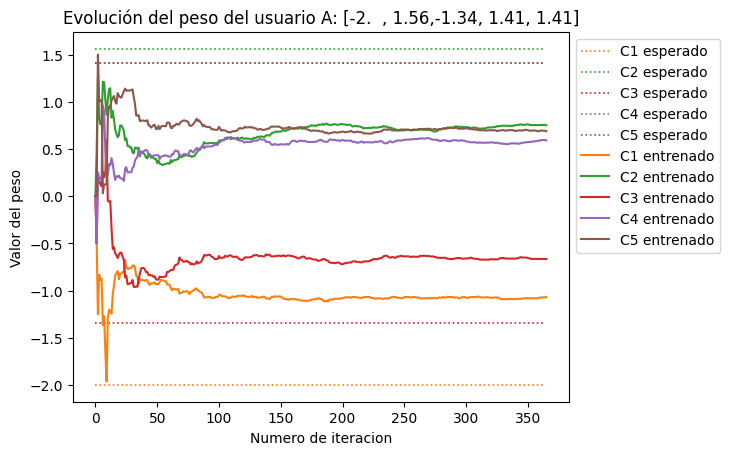 Evolución del peso del usuario A: [-2.  , 1.56,-1.34, 1.41, 1.41]
Valor del peso
1.5
1.0
0.5
0.0
−0.5
−1.0
−1.5
−2.0
0 50 100 150 200 250 300 350
Numero de iteracion
C1 esperado
C2 esperado
C3 esperado
C4 esperado
C5 esperado
C1 entrenado
C2 entrenado
C3 entrenado
C4 entrenado
C5 entrenado